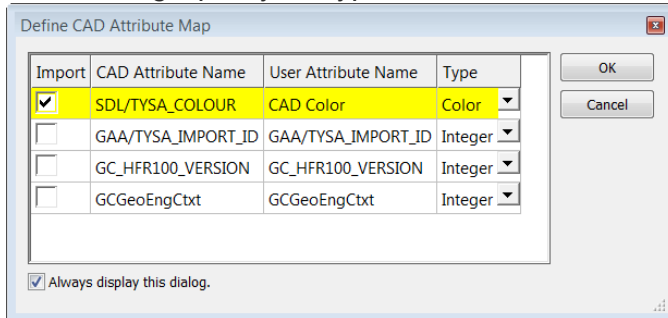 Define CAD Attribute Map
Import CAD Attribute Name User Attribute Name Type
SDL/TYSA_COLOUR CAD Color Color
GAA/TYSA_IMPORT_ID GAA/TYSA_IMPORT_ID Integer
GC_HFR100_VERSION GC_HFR100_VERSION Integer
GCGeoEngCtxt GCGeoEngCtxt Integer
OK
Cancel
Always display this dialog.